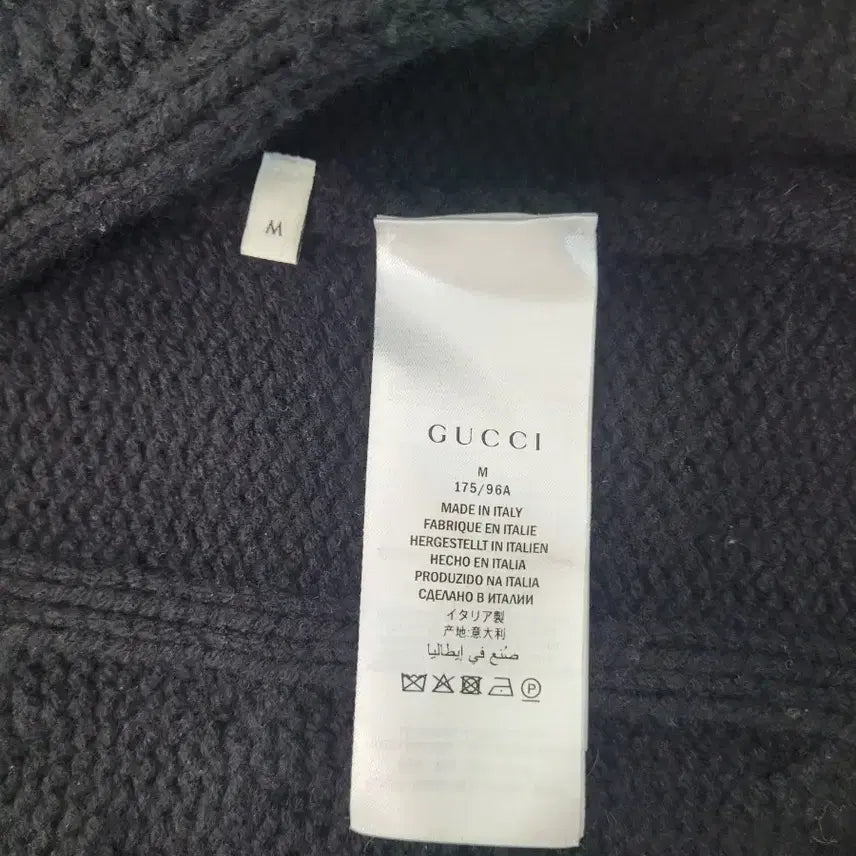 M
GUCCI
M
175/96A
MADE IN ITALY
FABRIQUE EN ITALIE
HERGESTELLT IN ITALIEN
HECHO EN ITALIA
PRODUZIDO NA ITALIA
СДЕЛАНО В ИТАЛИИ
イタリア製
产地:意大利
صُنع في إيطاليا
P